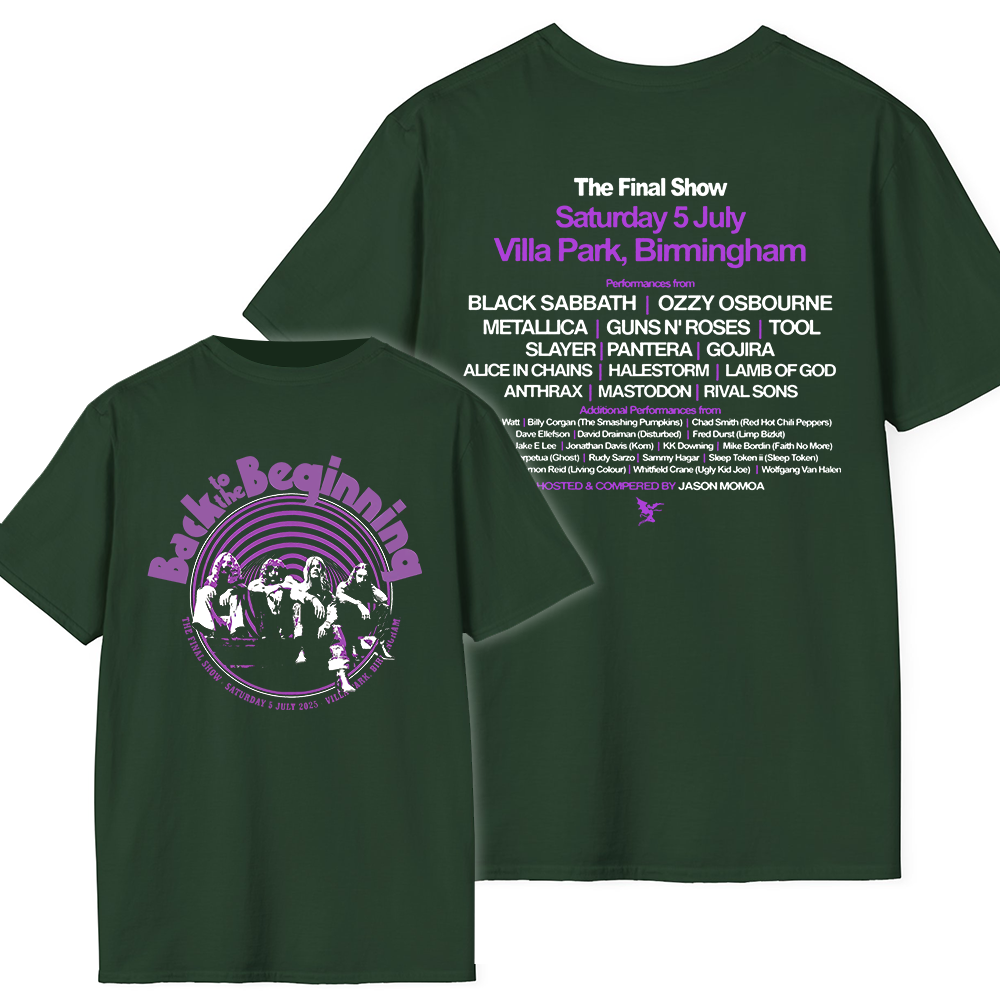 Back to the Beginning
THE FINAL SHOW · SATURDAY 5 JULT 2025 VILLA PARK, BIRMINGHAM
The Final Show
Saturday 5 July
Villa Park, Birmingham
Performances from
BLACK SABBATH | OZZY OSBOURNE
METALLICA | GUNS N' ROSES | TOOL
SLAYER | PANTERA | GOJIRA
ALICE IN CHAINS | HALESTORM | LAMB OF GOD
ANTHRAX | MASTODON | RIVAL SONS
Additional Performances from
Watt | Billy Corgan (The Smashing Pumpkins) | Chad Smith (Red Hot Chili Peppers)
Dave Ellefson | David Draiman (Disturbed) | Fred Durst (Limp Bizkit)
Jake E Lee | Jonathan Davis (Korn) | KK Downing | Mike Bordin (Faith No More)
(Ghost) | Rudy Sarzo | Sammy Hagar | Sleep Token ii (Sleep Token)
Reid (Living Colour) | Whitfield Crane (Ugly Kid Joe) | Wolfgang Van Halen
HOSTED & COMPERED BY JASON MOMOA